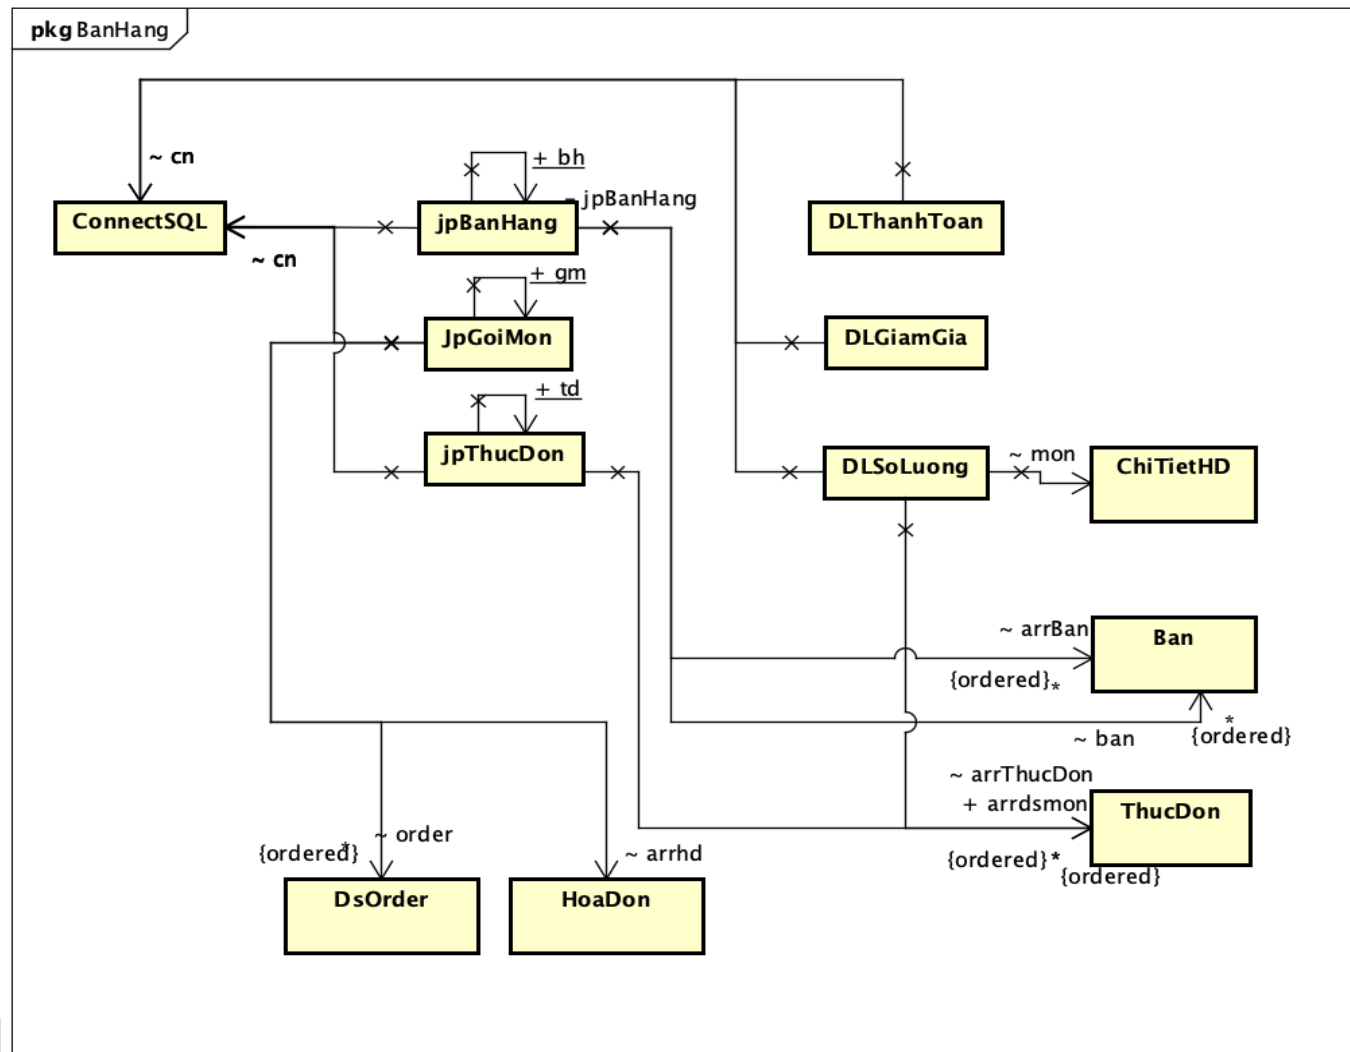 pkg BanHang
~ cn
+ bh
~ jpBanHang
ConnectSQL
jpBanHang
DLThanhToan
~ cn
+ gm
JpGoiMon
DLGiamGia
+ td
jpThucDon
DLSoLuong
~ mon
ChiTietHD
~ arrBan
Ban
{ordered} *
*
~ ban
{ordered}
~ arrThucDon
+ arrdsmon
ThucDon
~ order
{ordered} *
~ arrhd
{ordered} *
{ordered}
DsOrder
HoaDon